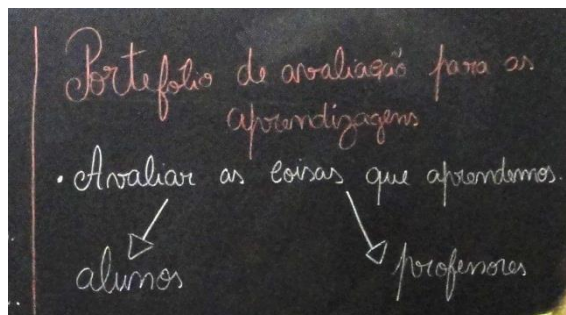 Portefólio de avaliação para as
aprendizagens
• Avaliar as coisas que aprendemos.
alunos professores